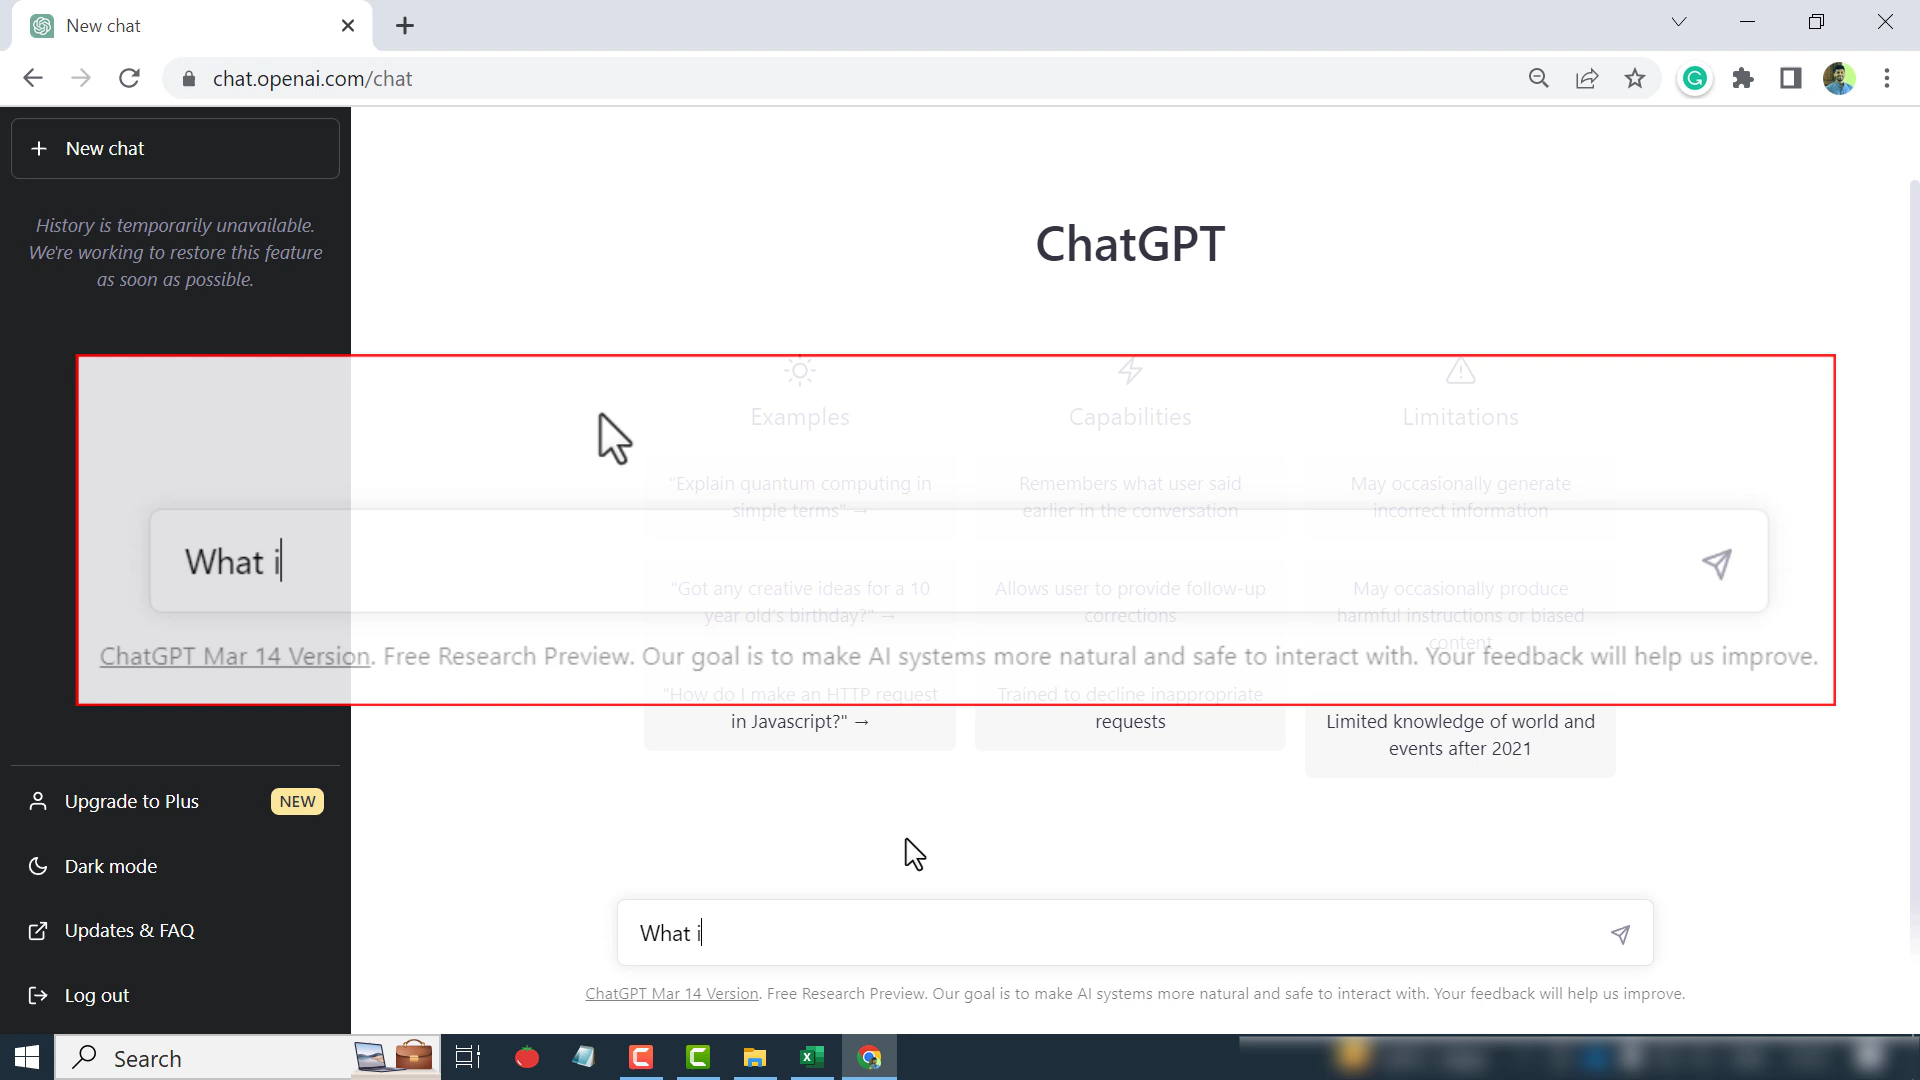 New chat
chat.openai.com/chat
New chat
History is temporarily unavailable.
We're working to restore this feature
as soon as possible.
ChatGPT
Examples
Capabilities
Limitations
"Explain quantum computing in
simple terms" →
Remembers what user said
earlier in the conversation
May occasionally generate
incorrect information
What i
"Got any creative ideas for a 10
year old's birthday?" →
Allows user to provide follow-up
corrections
May occasionally produce
harmful instructions or biased
content
ChatGPT Mar 14 Version. Free Research Preview. Our goal is to make AI systems more natural and safe to interact with. Your feedback will help us improve.
"How do I make an HTTP request
in Javascript?" →
Trained to decline inappropriate
requests
Limited knowledge of world and
events after 2021
Upgrade to Plus
NEW
Dark mode
Updates & FAQ
Log out
What i
ChatGPT Mar 14 Version. Free Research Preview. Our goal is to make AI systems more natural and safe to interact with. Your feedback will help us improve.
Search